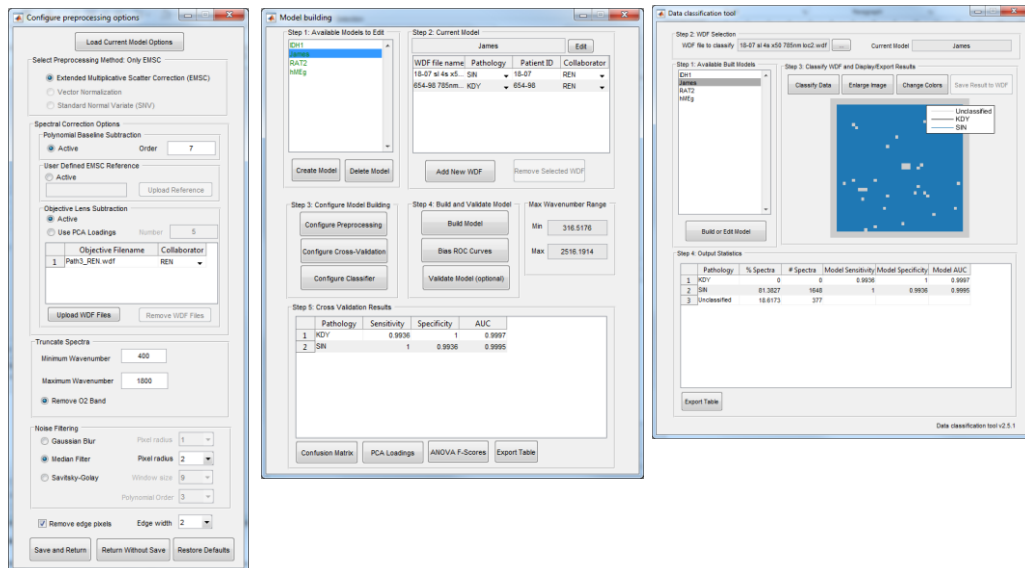 Configure preprocessing options
Load Current Model Options
Select Preprocessing Method: Only EMSC
Extended Multiplicative Scatter Correction (EMSC)
Vector Normalization
Standard Normal Variate (SNV)
Spectral Correction Options
Polynomial Baseline Subtraction
Active Order 7
User Defined EMSC Reference
Active
Upload Reference
Objective Lens Subtraction
Active
Use PCA Loadings Number 5
Objective Filename Collaborator
1 Path3_REN.wdf REN
Upload WDF Files Remove WDF Files
Truncate Spectra
Minimum Wavenumber 400
Maximum Wavenumber 1800
Remove O2 Band
Noise Filtering
Gaussian Blur Pixel radius 1
Median Filter Pixel radius 2
Savitsky-Golay Window size 9
Polynomial Order 3
Remove edge pixels Edge width 2
Save and Return Return Without Save Restore Defaults
Model building
Step 1: Available Models to Edit
IDH1
James
RAT2
hMEg
Create Model Delete Model
Step 2: Current Model
James Edit
WDF file name Pathology Patient ID Collaborator
18-07 sl 4s x5... SIN 18-07 REN
654-98 785nm... KDY 654-98 REN
Add New WDF Remove Selected WDF
Step 3: Configure Model Building
Configure Preprocessing
Configure Cross-Validation
Configure Classifier
Step 4: Build and Validate Model
Build Model
Bias ROC Curves
Validate Model (optional)
Max Wavenumber Range
Min 316.5176
Max 2516.1914
Step 5: Cross Validation Results
Pathology Sensitivity Specificity AUC
1 KDY 0.9936 1 0.9997
2 SIN 1 0.9936 0.9995
Confusion Matrix PCA Loadings ANOVA F-Scores Export Table
Data classification tool
Step 2: WDF Selection
WDF file to classify 18-07 sl 4s x50 785nm loc2 wdf ... Current Model James
Step 1: Available Built Models
IDH1
James
RAT2
hMEg
Build or Edit Model
Step 3: Classify WDF and Display/Export Results
Classify Data Enlarge Image Change Colors Save Result to WDF
Unclassified
KDY
SIN
Step 4: Output Statistics
Pathology % Spectra # Spectra Model Sensitivity Model Specificity Model AUC
1 KDY 0 0 0.9936 1 0.9997
2 SIN 81.3827 1648 1 0.9936 0.9995
3 Unclassified 18.6173 377
Export Table
Data classification tool v2.5.1